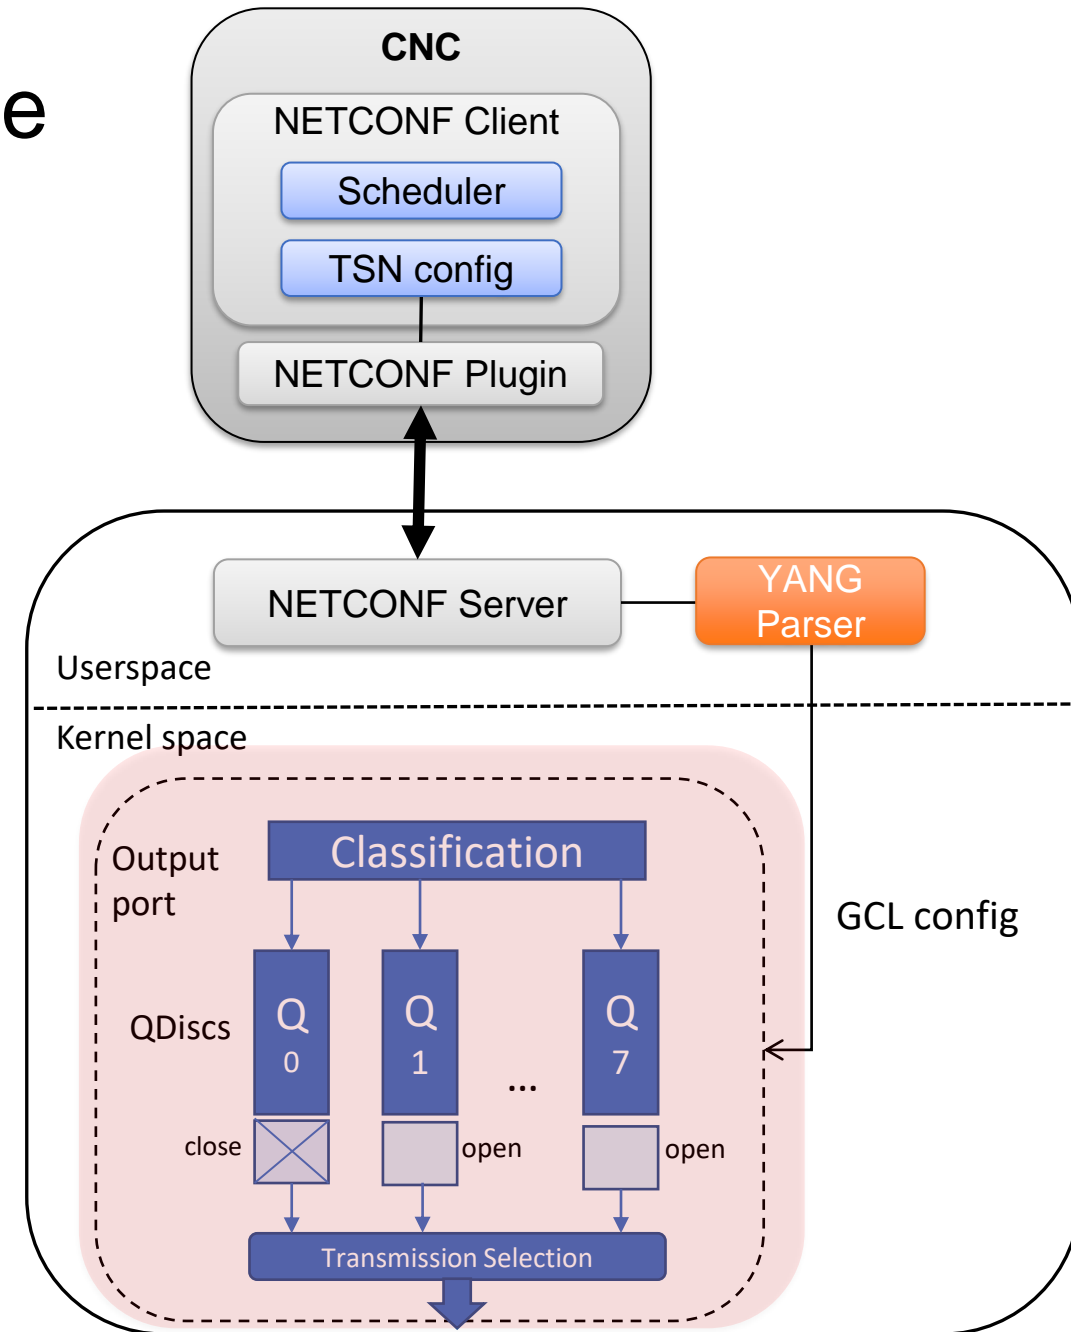 CNC
e
NETCONF Client
Scheduler
TSN config
NETCONF Plugin
NETCONF Server
YANG
Parser
Userspace
Kernel space
Classification
Output
port
GCL config
QDiscs
Q
0
Q
1
...
Q
7
close
open
open
Transmission Selection